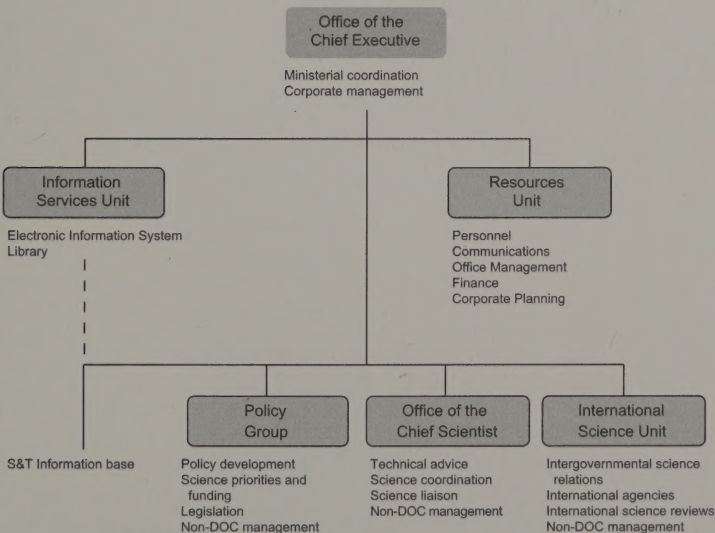 Office of the
Chief Executive
Ministerial coordination
Corporate management
Information
Services Unit
Electronic Information System
Library
Resources
Unit
Personnel
Communications
Office Management
Finance
Corporate Planning
S&T Information base
Policy
Group
Policy development
Science priorities and
funding
Legislation
Non-DOC management
Office of the
Chief Scientist
Technical advice
Science coordination
Science liaison
Non-DOC management
International
Science Unit
Intergovernmental science
relations
International agencies
International science reviews
Non-DOC management